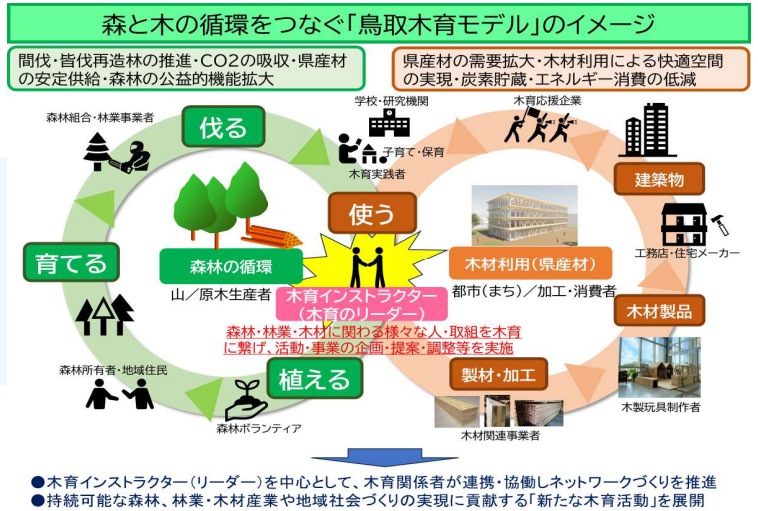 森と木の循環をつなぐ「鳥取木育モデル」のイメージ
間伐・皆伐再造林の推進・CO2の吸収・県産材
の安定供給・森林の公益的機能拡大
県産材の需要拡大・木材利用による快適空間
の実現・炭素貯蔵・エネルギー消費の低減
森林組合・林業事業者
伐る
学校・研究機関
子育て・保育
木育実践者
木育応援企業
建築物
使う
工務店・住宅メーカー
育てる
森林の循環
山／原木生産者
木育インストラクター
（木育のリーダー）
木材利用（県産材）
都市（まち）／加工・消費者
木材製品
森林・林業・木材に関わる様々な人・取組を木育
に繋げ、活動・事業の企画・提案・調整等を実施
森林所有者・地域住民
植える
森林ボランティア
製材・加工
木材関連事業者
木製玩具制作者
●木育インストラクター（リーダー）を中心として、木育関係者が連携・協働しネットワークづくりを推進
●持続可能な森林、林業・木材産業や地域社会づくりの実現に貢献する「新たな木育活動」を展開